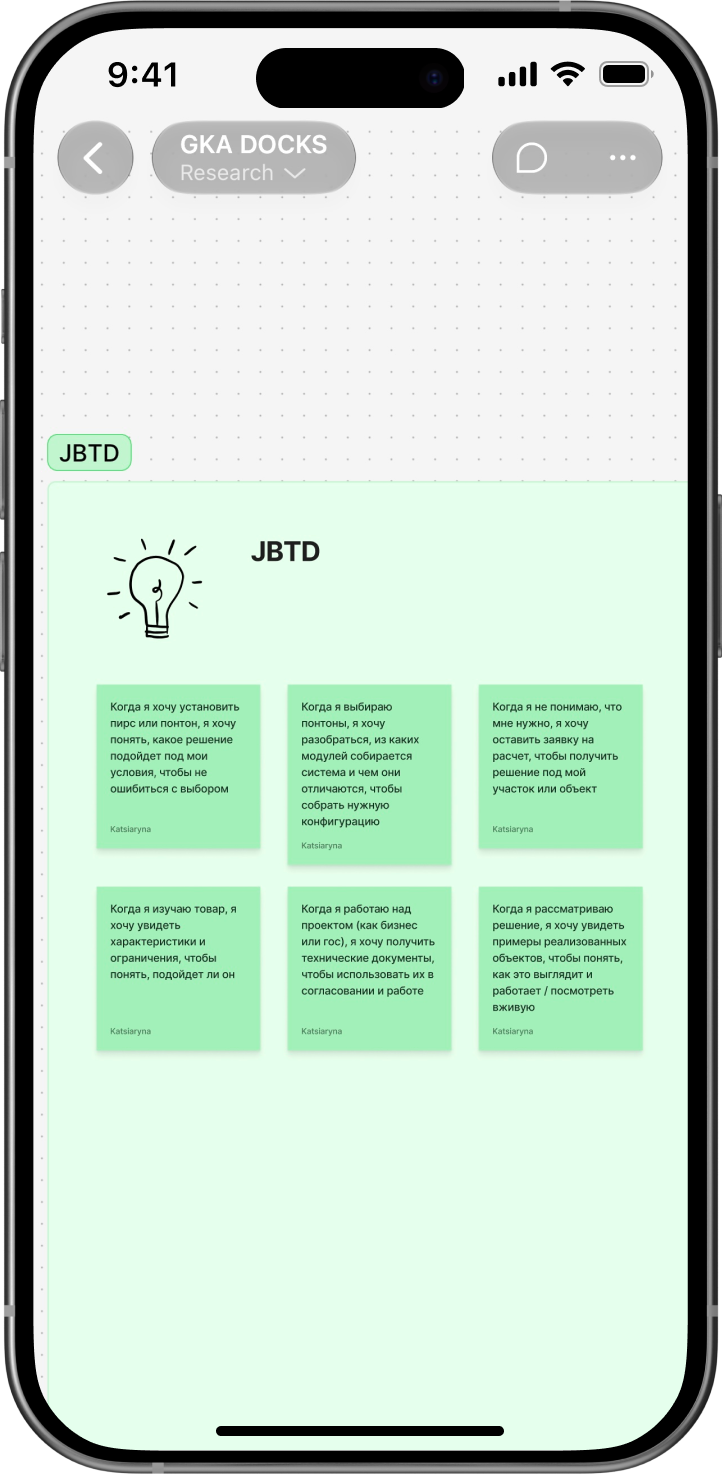 9:41
GKA DOCKS
Research
JBTD
JBTD
Когда я хочу установить
пирс или понтон, я хочу
понять, какое решение
подойдет под мои
условия, чтобы не
ошибиться с выбором
Katsiaryna
Когда я выбираю
понтоны, я хочу
разобраться, из каких
модулей собирается
система и чем они
отличаются, чтобы
собрать нужную
конфигурацию
Katsiaryna
Когда я не понимаю, что
мне нужно, я хочу
оставить заявку на
расчет, чтобы получить
решение под мой
участок или объект
Katsiaryna
Когда я изучаю товар, я
хочу увидеть
характеристики и
ограничения, чтобы
понять, подойдет ли он
Katsiaryna
Когда я работаю над
проектом (как бизнес
или гос), я хочу получить
технические документы,
чтобы использовать их в
согласовании и работе
Katsiaryna
Когда я рассматриваю
решение, я хочу увидеть
примеры реализованных
объектов, чтобы понять,
как это выглядит и
работает / посмотреть
вживую
Katsiaryna